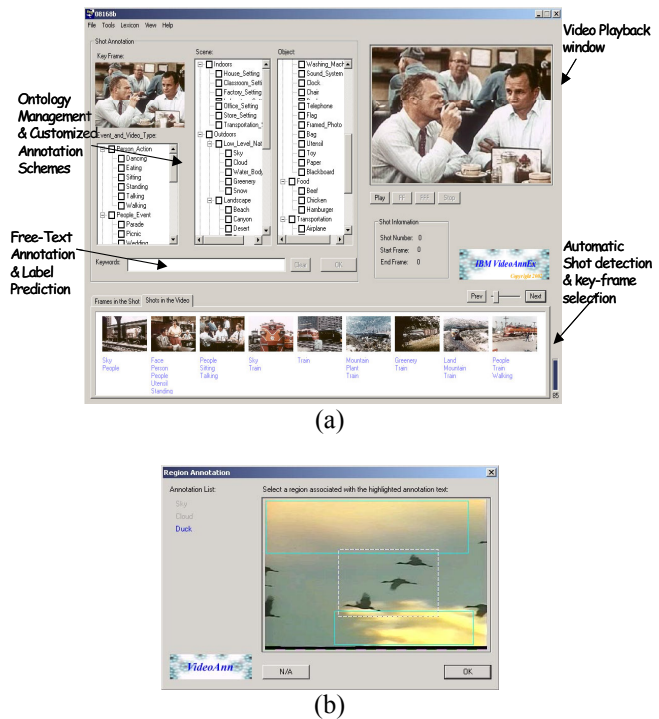 08168b
File Tools Lexicon View Help
Shot Annotation
Key Frame:
Scene:
Object:
Indoors
House_Setting
Classroom_Setti
Factory_Setting
Office_Setting
Store_Setting
Transportation_S
Outdoors
Low_Level_Nat
Sky
Cloud
Water_Body
Greenery
Snow
Landscape
Beach
Canyon
Desert
Washing_Mach
Sound_System
Clock
Chair
Telephone
Flag
Framed_Photo
Bag
Utensil
Toy
Paper
Blackboard
Food
Beef
Chicken
Hamburger
Transportation
Airplane
Event_and_Video_Type:
Person_Action
Dancing
Eating
Sitting
Standing
Talking
Walking
People_Event
Parade
Picnic
Wedding
Keywords:
Clear
OK
Play
FF
FFF
Stop
Shot Information
Shot Number: 0
Start Frame: 0
End Frame: 0
IBM VideoAnnEx
Prev
Next
Frames in the Shot
Shots in the Video
Sky
People
Face
Person
People
Utensil
Standing
People
Sitting
Talking
Sky
Train
Train
Mountain
Plant
Train
Greenery
Train
Land
Mountain
Train
People
Train
Walking
85
Video Playback
window
Ontology
Management
& Customized
Annotation
Schemes
Free-Text
Annotation
& Label
Prediction
Automatic
Shot detection
& key-frame
selection
(a)
Region Annotation
Annotation List:
Select a region associated with the highlighted annotation text:
Sky
Cloud
Duck
VideoAnn
N/A
OK
(b)